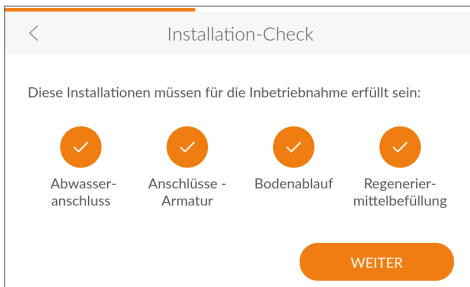 Installation-Check
Diese Installationen müssen für die Inbetriebnahme erfüllt sein:
Abwasser-
anschluss
Anschlüsse -
Armatur
Bodenablauf
Regenerier-
mittelbefüllung
WEITER